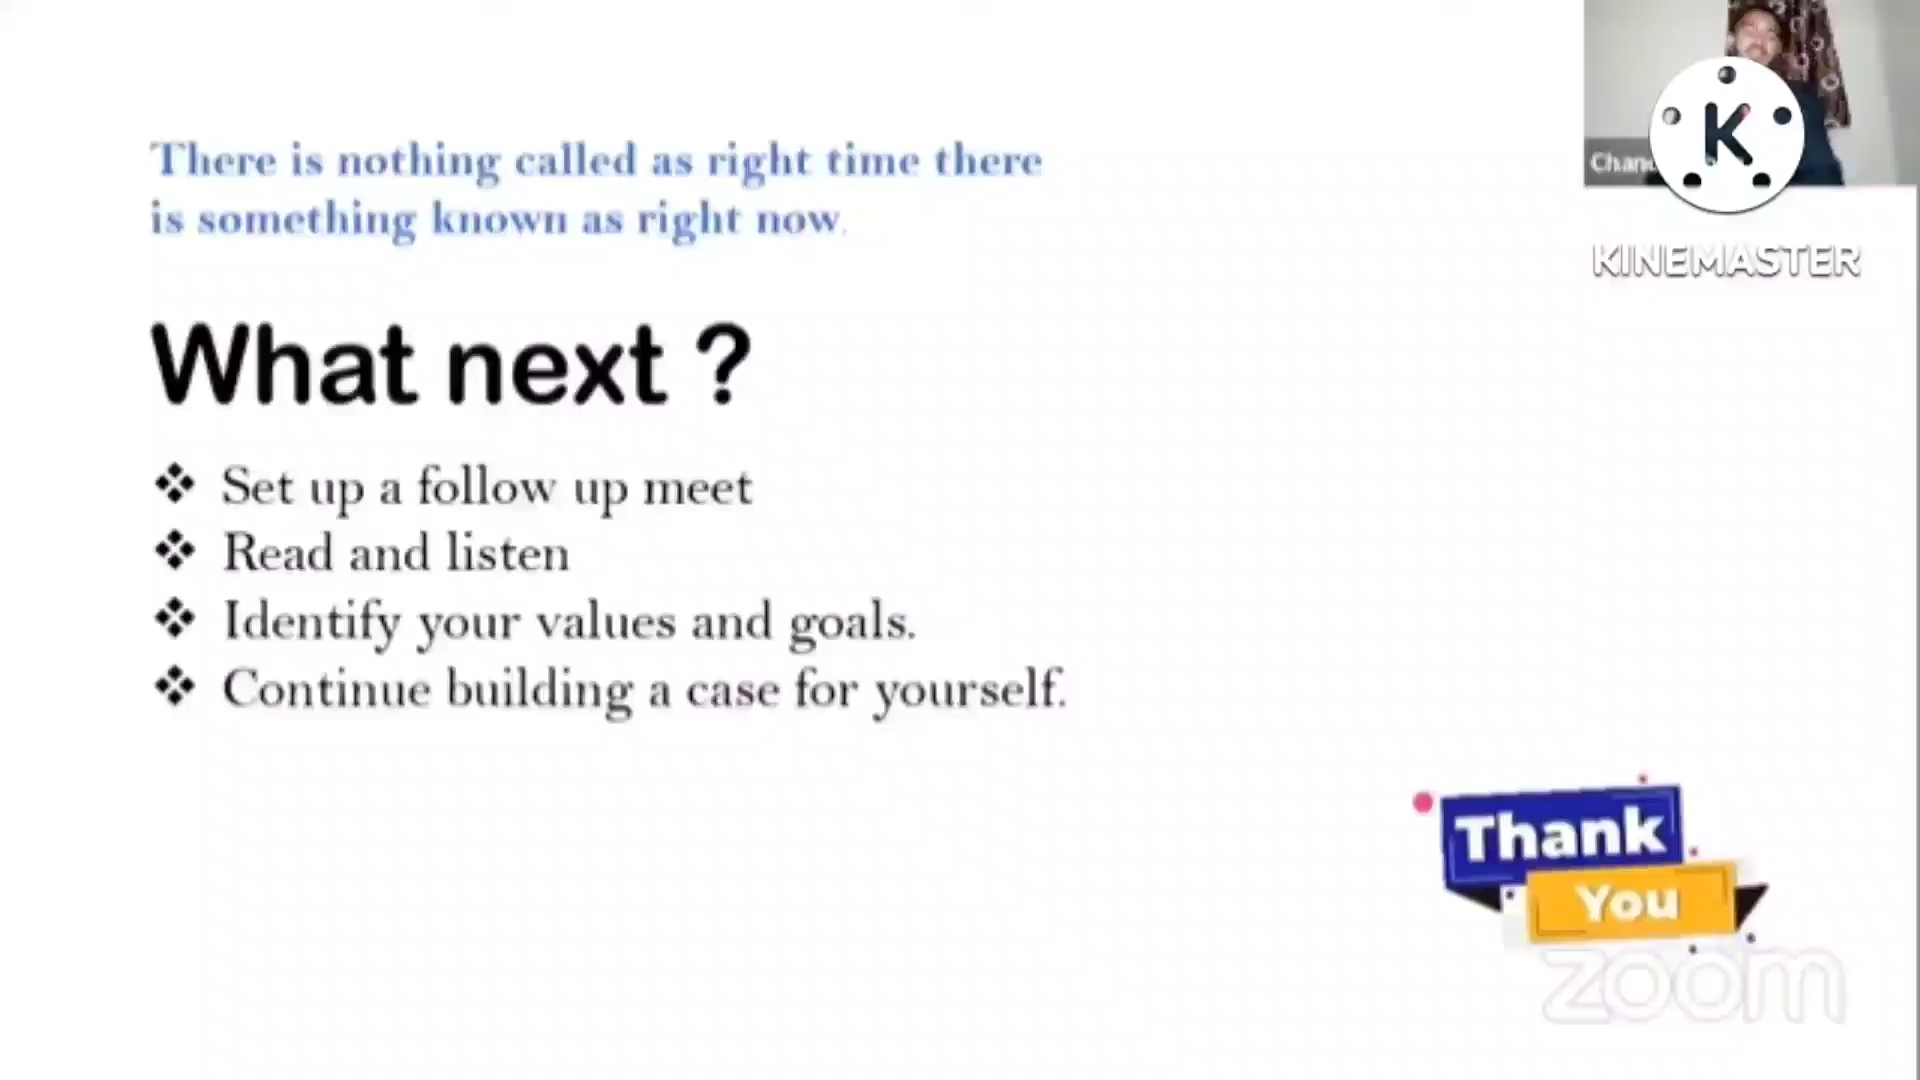 There is nothing called as right time there
is something known as right now.
What next ?
❖ Set up a follow up meet
❖ Read and listen
❖ Identify your values and goals.
❖ Continue building a case for yourself.
K
KINEMASTER
Thank
You
zoom